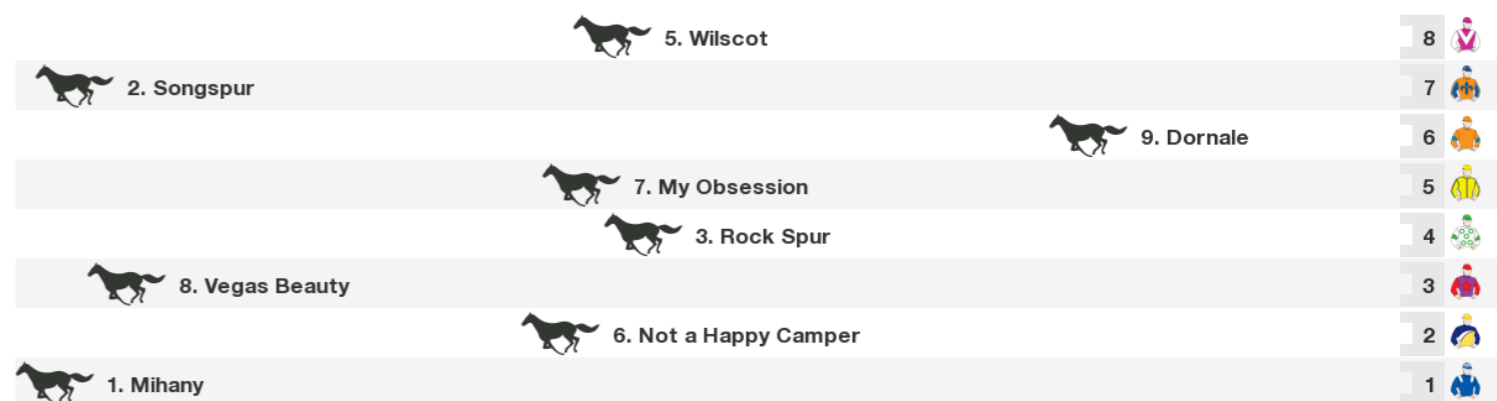 5. Wilscot 8
2. Songspur 7
9. Dornale 6
7. My Obsession 5
3. Rock Spur 4
8. Vegas Beauty 3
6. Not a Happy Camper 2
1. Mihany 1